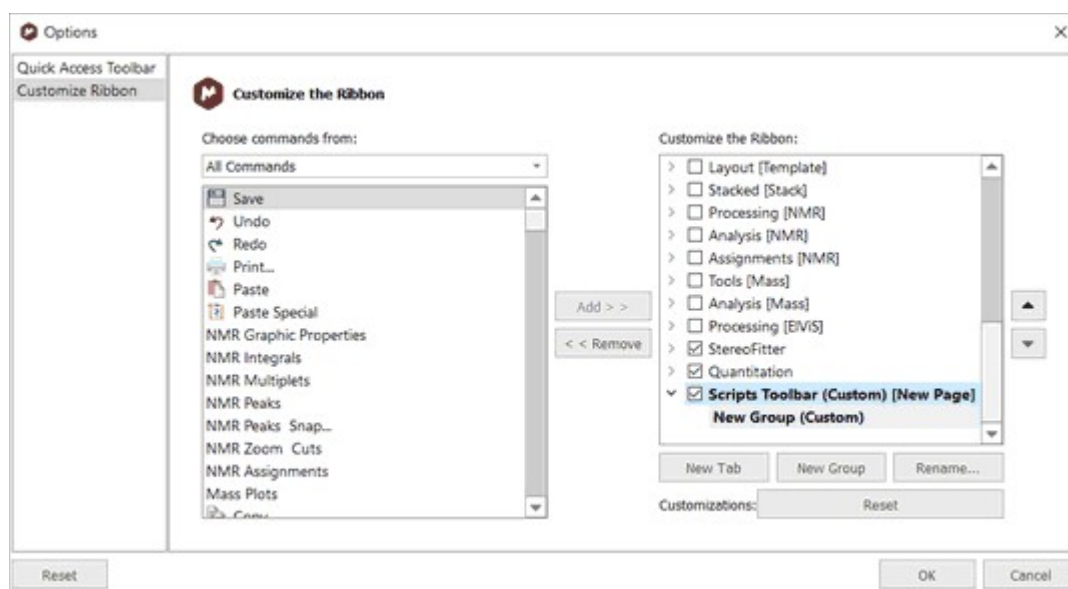 Options
Quick Access Toolbar
Customize Ribbon
Customize the Ribbon
Choose commands from:
All Commands
Save
Undo
Redo
Print...
Paste
Paste Special
NMR Graphic Properties
NMR Integrals
NMR Multiplets
NMR Peaks
NMR Peaks Snap...
NMR Zoom Cuts
NMR Assignments
Mass Plots
Copy
Add > >
< < Remove
Customize the Ribbon:
Layout [Template]
Stacked [Stack]
Processing [NMR]
Analysis [NMR]
Assignments [NMR]
Tools [Mass]
Analysis [Mass]
Processing [ElViS]
StereoFitter
Quantitation
Scripts Toolbar (Custom) [New Page]
New Group (Custom)
New Tab
New Group
Rename...
Customizations:
Reset
Reset
OK
Cancel